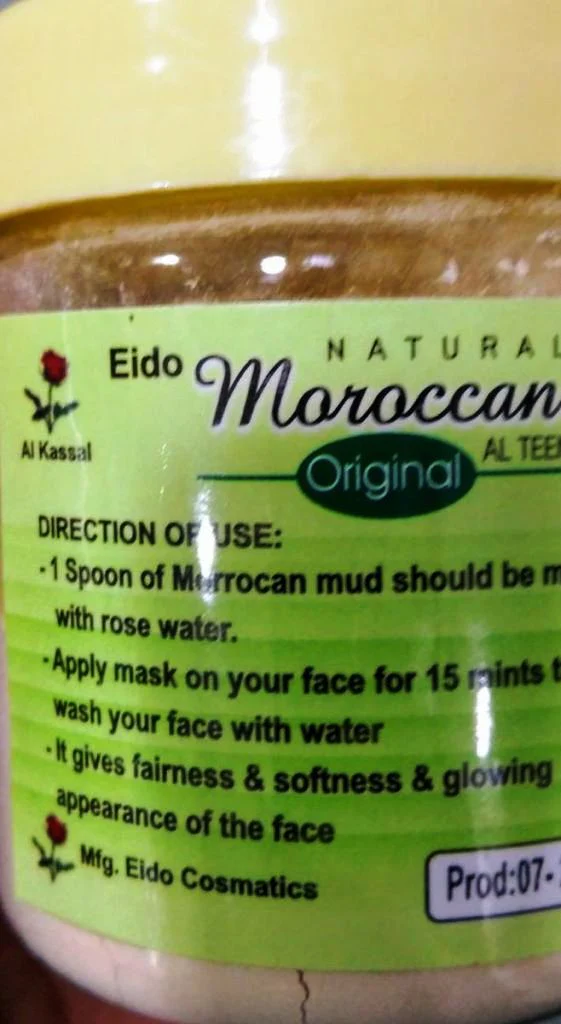 NATURAL
Eido Moroccan
Al Kassal
Original
AL TEE
DIRECTION OF USE:
- 1 Spoon of Morrocan mud should be m
with rose water.
- Apply mask on your face for 15 mints t
wash your face with water
- It gives fairness & softness & glowing
appearance of the face
Mfg. Eido Cosmatics
Prod:07-